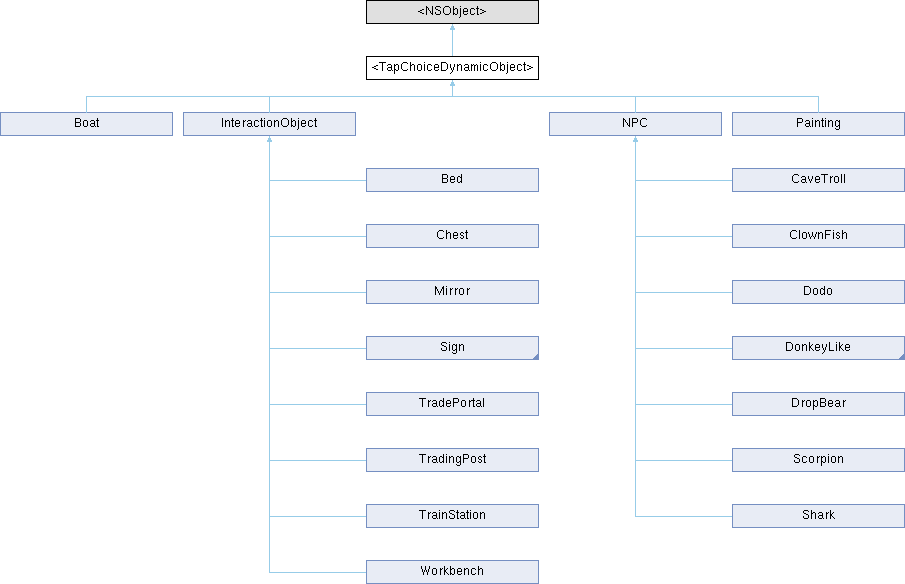 <NSObject>
<TapChoiceDynamicObject>
Boat
InteractionObject
NPC
Painting
Bed
CaveTroll
Chest
ClownFish
Mirror
Dodo
Sign
DonkeyLike
TradePortal
DropBear
TradingPost
Scorpion
TrainStation
Shark
Workbench